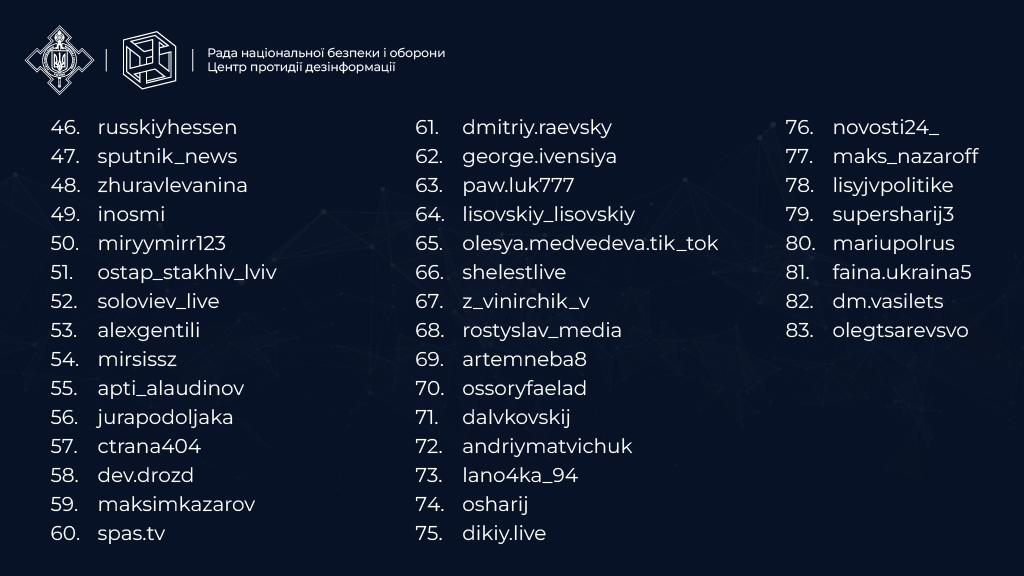 Рада національної безпеки і оборони
Центр протидії дезінформації
46. russkiyhessen
47. sputnik_news
48. zhuravlevanina
49. inosmi
50. miryymirr123
51. ostap_stakhiv_lviv
52. soloviev_live
53. alexgentili
54. mirsissz
55. apti_alaudinov
56. jurapodoljaka
57. ctrana404
58. dev.drozd
59. maksimkazarov
60. spas.tv
61. dmitriy.raevsky
62. george.ivensiya
63. paw.luk777
64. lisovskiy_lisovskiy
65. olesya.medvedeva.tik_tok
66. shelestlive
67. z_vinirchik_v
68. rostyslav_media
69. artemneba8
70. ossoryfaelad
71. dalvkovskij
72. andriymatvichuk
73. lano4ka_94
74. osharij
75. dikiy.live
76. novosti24_
77. maks_nazaroff
78. lisyjvpolitike
79. supersharij3
80. mariupolrus
81. faina.ukraina5
82. dm.vasilets
83. olegtsarevsvo